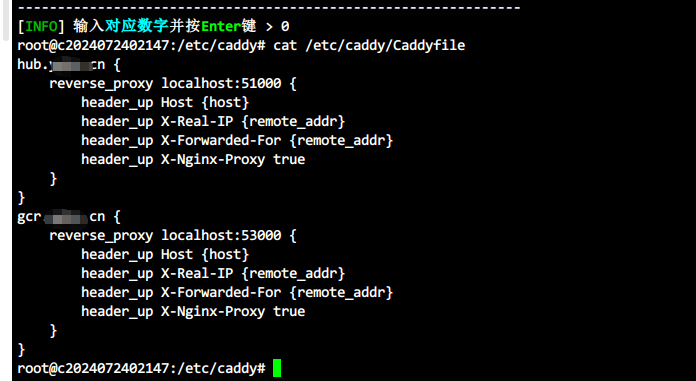 [INFO] 输入对应数字并按Enter键 > 0
root@c2024072402147:/etc/caddy# cat /etc/caddy/Caddyfile
hub. cn {
    reverse_proxy localhost:51000 {
        header_up Host {host}
        header_up X-Real-IP {remote_addr}
        header_up X-Forwarded-For {remote_addr}
        header_up X-Nginx-Proxy true
    }
}
gcr. cn {
    reverse_proxy localhost:53000 {
        header_up Host {host}
        header_up X-Real-IP {remote_addr}
        header_up X-Forwarded-For {remote_addr}
        header_up X-Nginx-Proxy true
    }
}
root@c2024072402147:/etc/caddy#